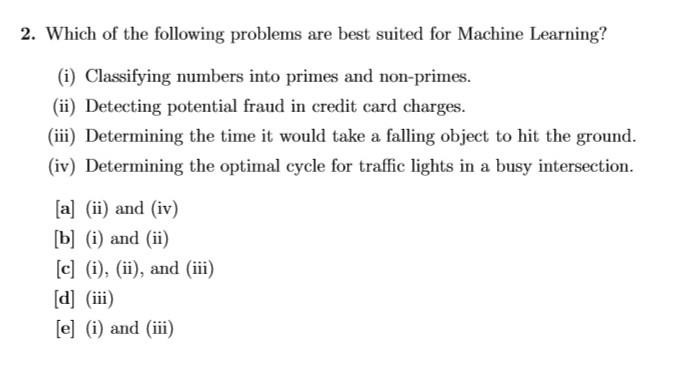 2. Which of the following problems are best suited for Machine Learning?
(i) Classifying numbers into primes and non-primes.
(ii) Detecting potential fraud in credit card charges.
(iii) Determining the time it would take a falling object to hit the ground.
(iv) Determining the optimal cycle for traffic lights in a busy intersection.
[a] (ii) and (iv)
[b] (i) and (ii)
[c] (i), (ii), and (iii)
[d] (iii)
[e] (i) and (iii)